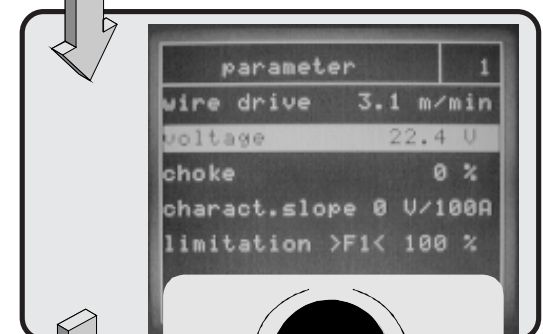 parameter 1
wire drive 3.1 m/min
voltage 22.4 V
choke 0 %
charact.slope 0 V/100A
limitation >F1< 100 %